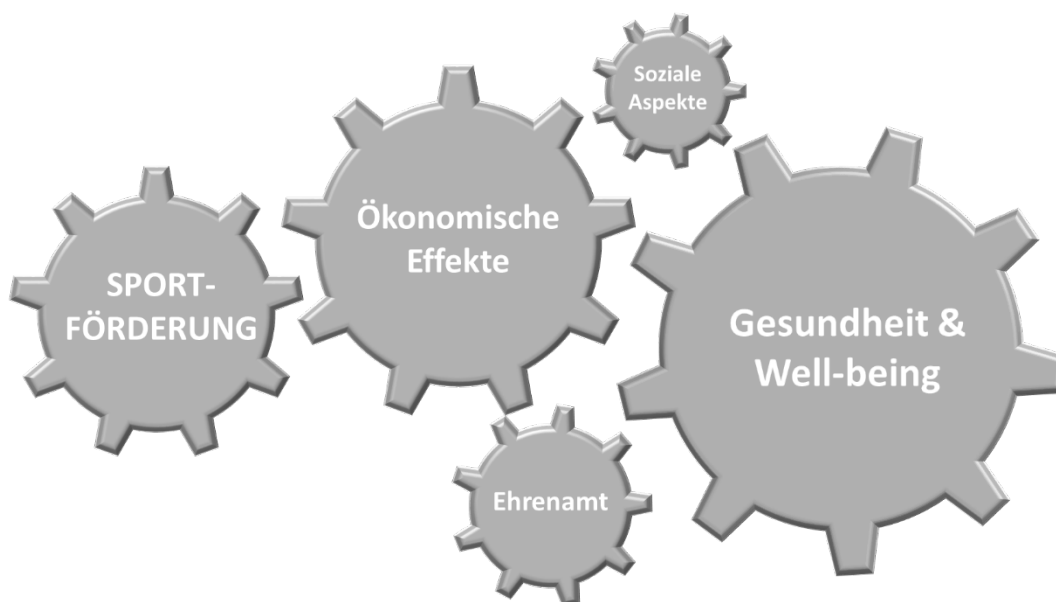 SPORT-
FÖRDERUNG
Ökonomische
Effekte
Soziale
Aspekte
Gesundheit &
Well-being
Ehrenamt